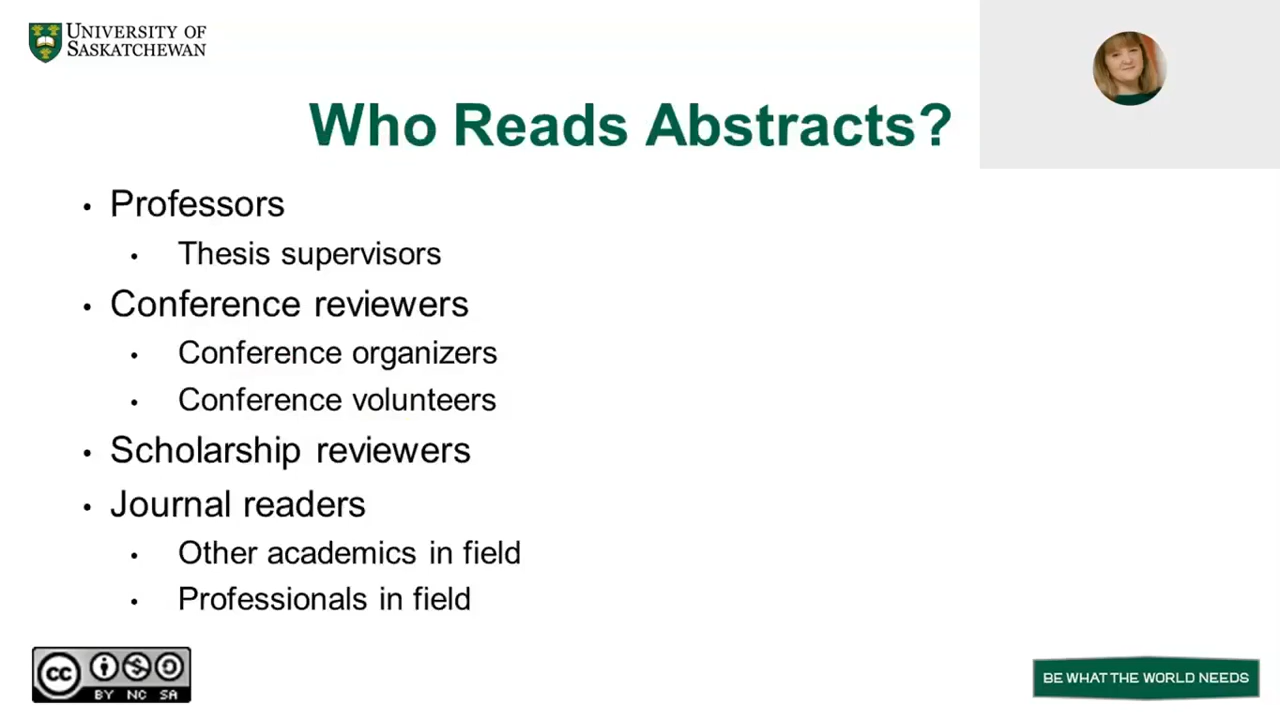 UNIVERSITY OF
SASKATCHEWAN
Who Reads Abstracts?
• Professors
• Thesis supervisors
• Conference reviewers
• Conference organizers
• Conference volunteers
• Scholarship reviewers
• Journal readers
• Other academics in field
• Professionals in field
cc BY NC SA
BE WHAT THE WORLD NEEDS